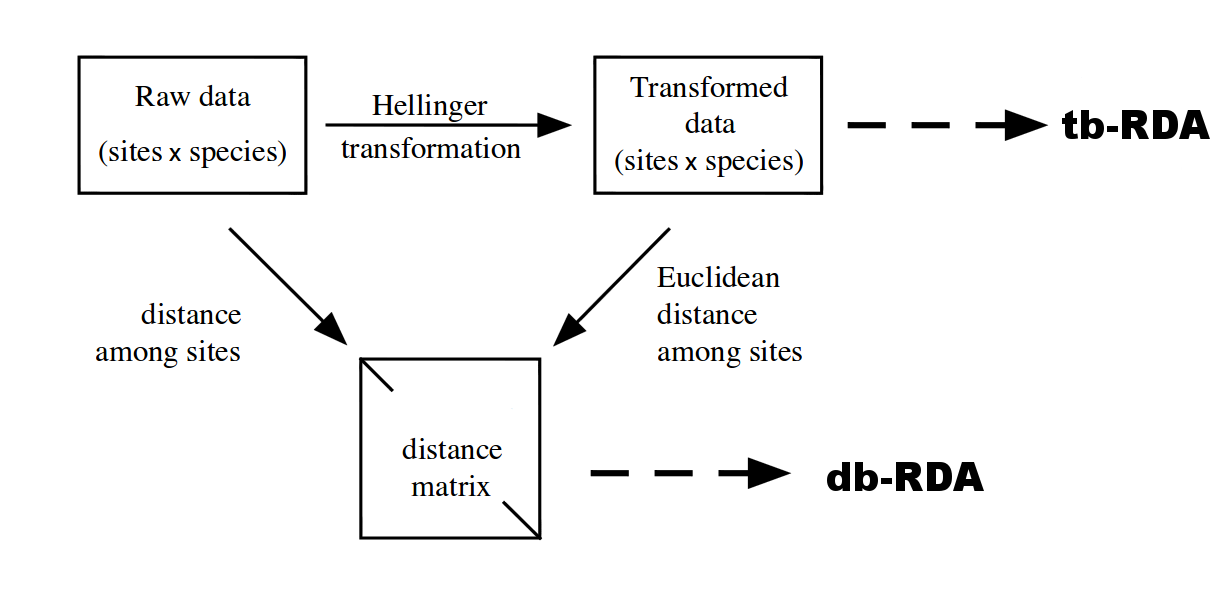 Raw data
(sites x species)
Hellinger
transformation
Transformed
data
(sites x species)
tb-RDA
distance
among sites
Euclidean
distance
among sites
distance
matrix
db-RDA